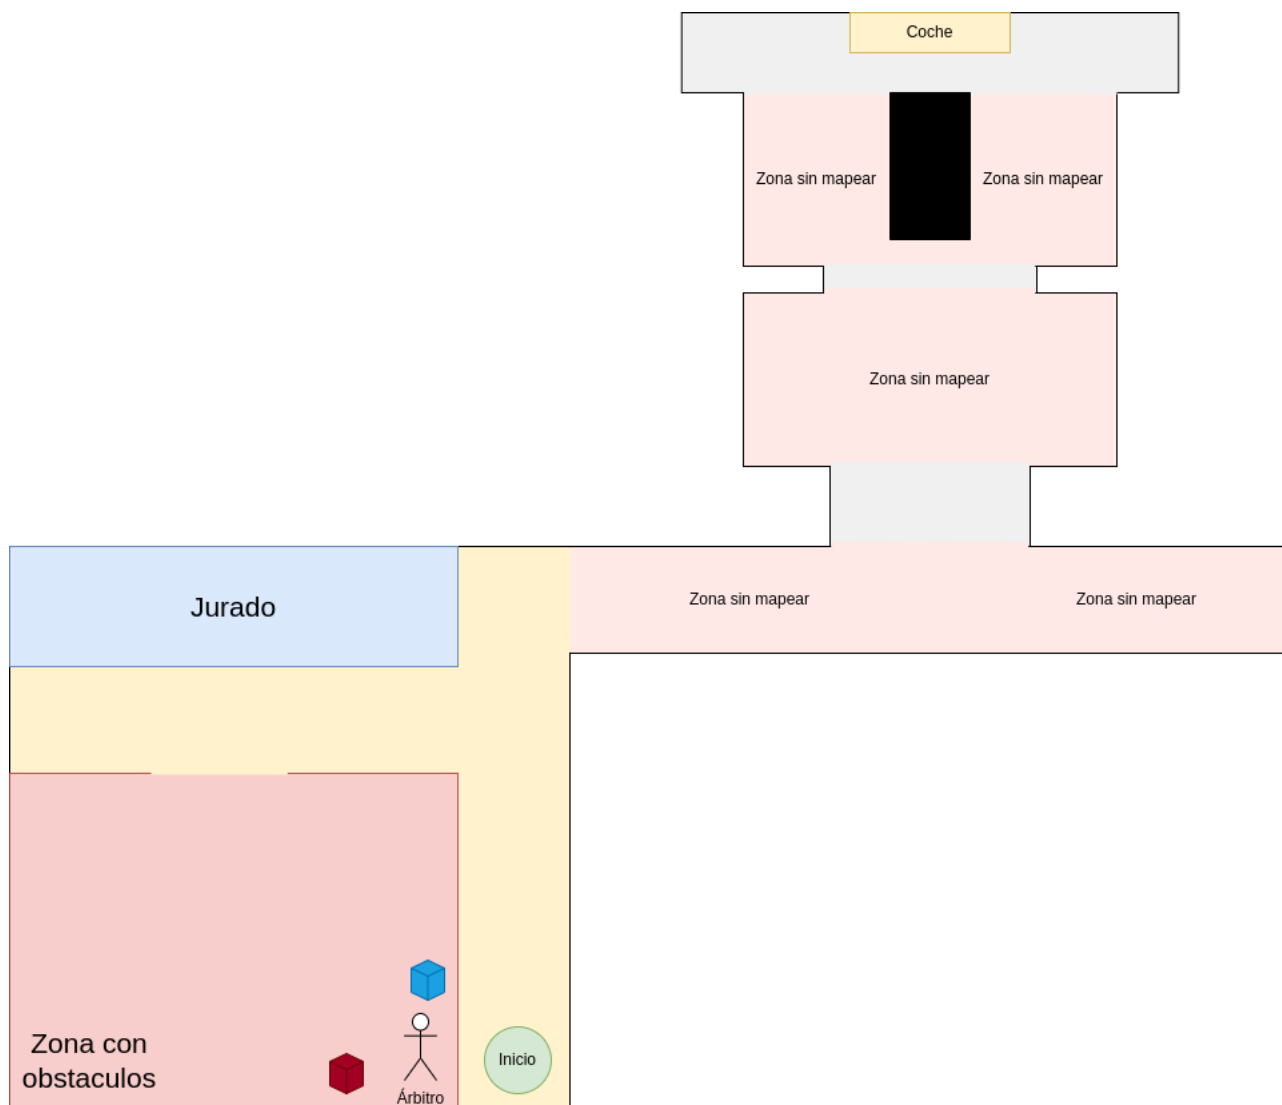 Coche
Zona sin mapear
Zona sin mapear
Zona sin mapear
Jurado
Zona sin mapear
Zona sin mapear
Zona con
obstaculos
Inicio
Árbitro